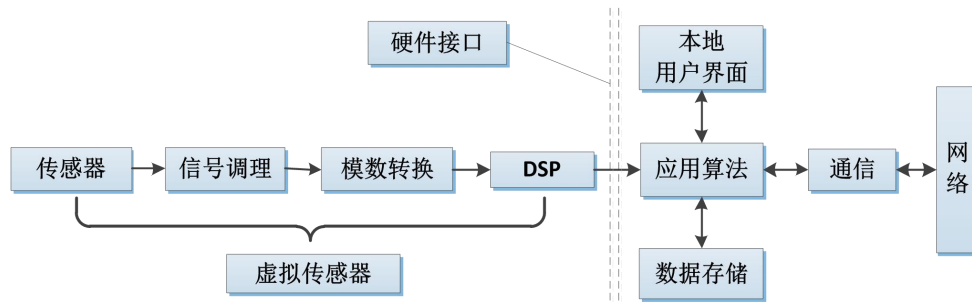 硬件接口
本地
用户界面
传感器
信号调理
模数转换
DSP
应用算法
通信
网
络
虚拟传感器
数据存储